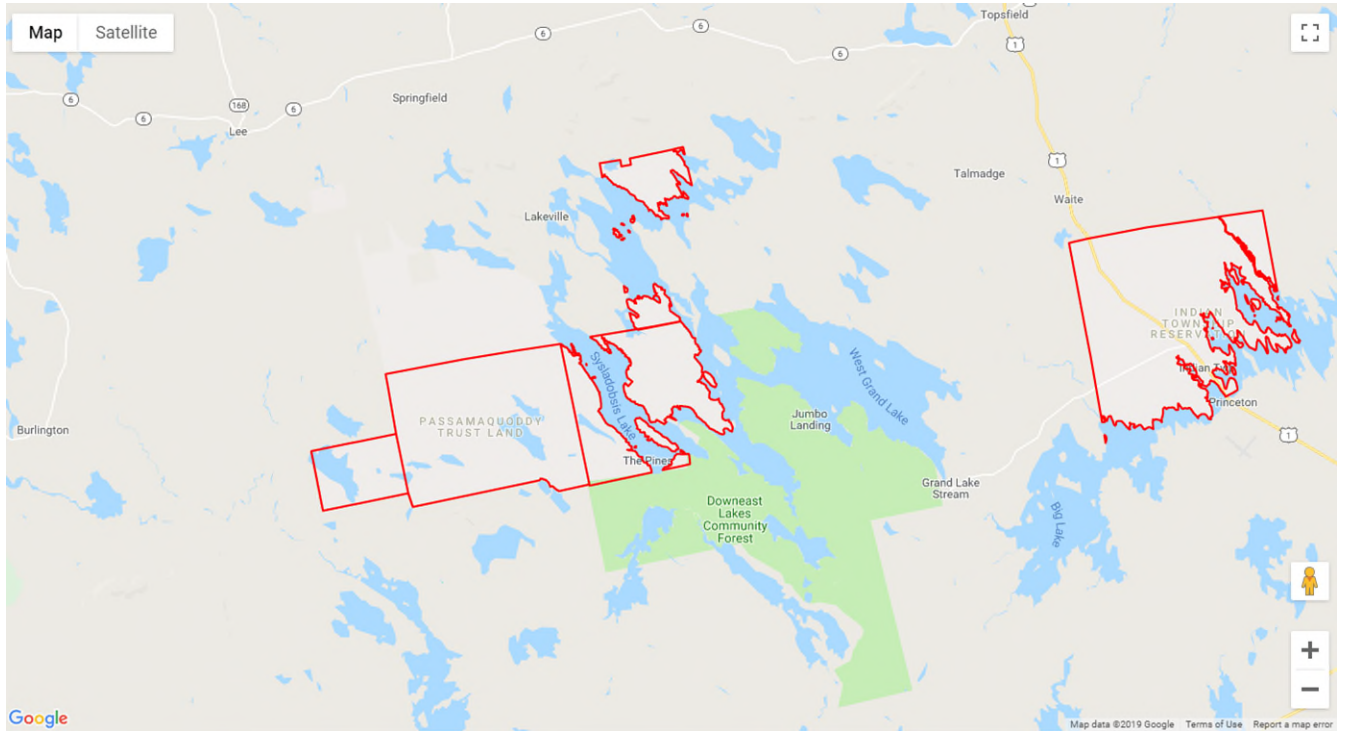 Map Satellite
Topsfield
6
6
1
6
Springfield
6
168
6
6
Lee
1
Talmadge
Waite
Lakeville
INDIAN
TOWNSHIP
RESERVATION
West Grand Lake
Sysladobsis Lake
Princeton
Jumbo
Landing
PASSAMAQUODDY
TRUST LAND
Burlington
1
The Pines
Grand Lake
Stream
Downeast
Lakes
Community
Forest
Big Lake
Google
Map data ©2019 Google Terms of Use Report a map error